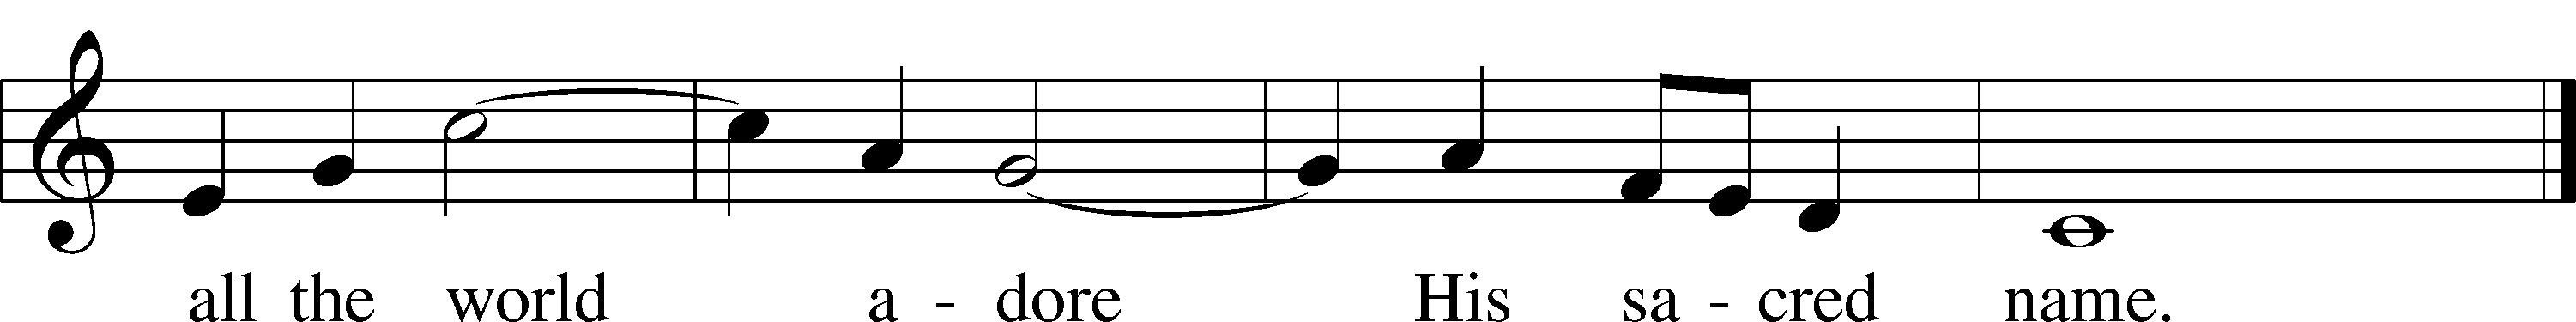 all the world a - dore His sa - cred name.